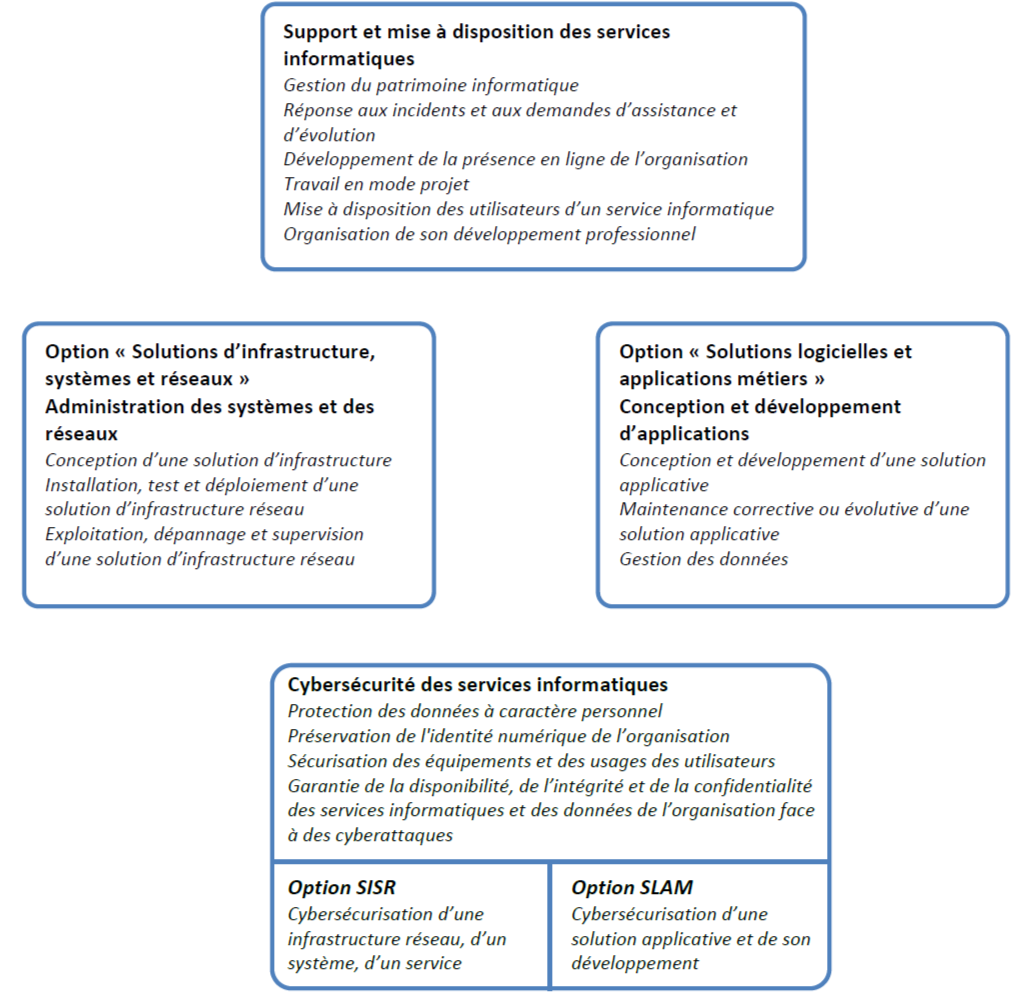 Support et mise à disposition des services
informatiques
Gestion du patrimoine informatique
Réponse aux incidents et aux demandes d’assistance et
d’évolution
Développement de la présence en ligne de l’organisation
Travail en mode projet
Mise à disposition des utilisateurs d’un service informatique
Organisation de son développement professionnel
Option « Solutions d’infrastructure,
systèmes et réseaux »
Administration des systèmes et des
réseaux
Conception d’une solution d’infrastructure
Installation, test et déploiement d’une
solution d’infrastructure réseau
Exploitation, dépannage et supervision
d’une solution d’infrastructure réseau
Option « Solutions logicielles et
applications métiers »
Conception et développement
d’applications
Conception et développement d’une solution
applicative
Maintenance corrective ou évolutive d’une
solution applicative
Gestion des données
Cybersécurité des services informatiques
Protection des données à caractère personnel
Préservation de l'identité numérique de l’organisation
Sécurisation des équipements et des usages des utilisateurs
Garantie de la disponibilité, de l’intégrité et de la confidentialité
des services informatiques et des données de l’organisation face
à des cyberattaques
Option SISR
Cybersécurisation d’une
infrastructure réseau, d’un
système, d’un service
Option SLAM
Cybersécurisation d’une
solution applicative et de son
développement